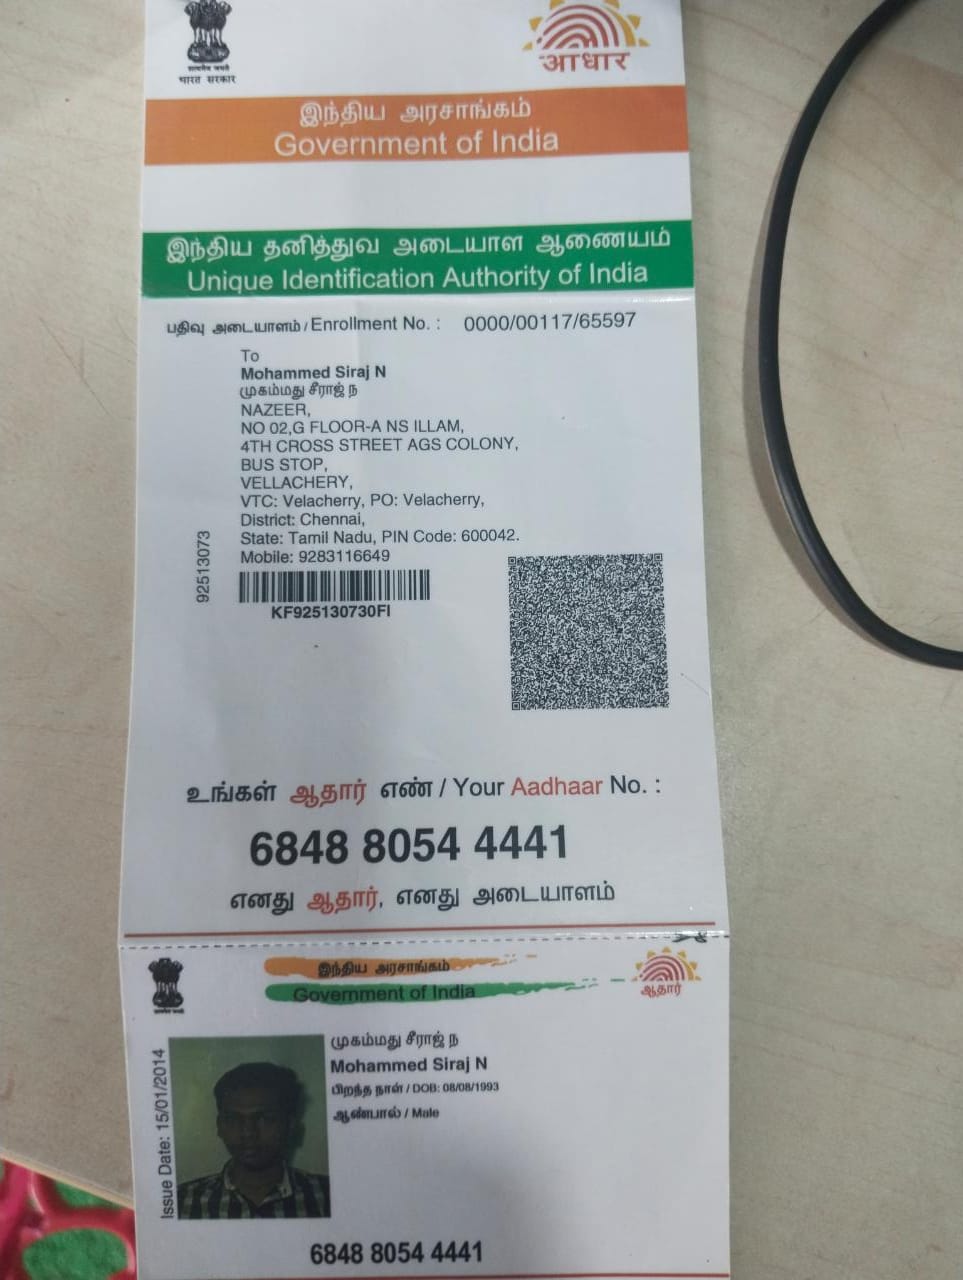 सत्यमेव जयते
भारत सरकार
आधार
இந்திய அரசாங்கம்
Government of India
இந்திய தனித்துவ அடையாள ஆணையம்
Unique Identification Authority of India
பதிவு அடையாளம் / Enrollment No. : 0000/00117/65597
To
Mohammed Siraj N
முகம்மது சீராஜ் ந
NAZEER,
NO 02,G FLOOR-A NS ILLAM,
4TH CROSS STREET AGS COLONY,
BUS STOP,
VELLACHERY,
VTC: Velacherry, PO: Velacherry,
District: Chennai,
State: Tamil Nadu, PIN Code: 600042.
Mobile: 9283116649
92513073
KF925130730FI
உங்கள் ஆதார் எண் / Your Aadhaar No. :
6848 8054 4441
எனது ஆதார், எனது அடையாளம்
இந்திய அரசாங்கம்
Government of India
ஆதார்
முகம்மது சீராஜ் ந
Mohammed Siraj N
பிறந்த நாள் / DOB: 08/08/1993
ஆண்பால் / Male
Issue Date: 15/01/2014
6848 8054 4441